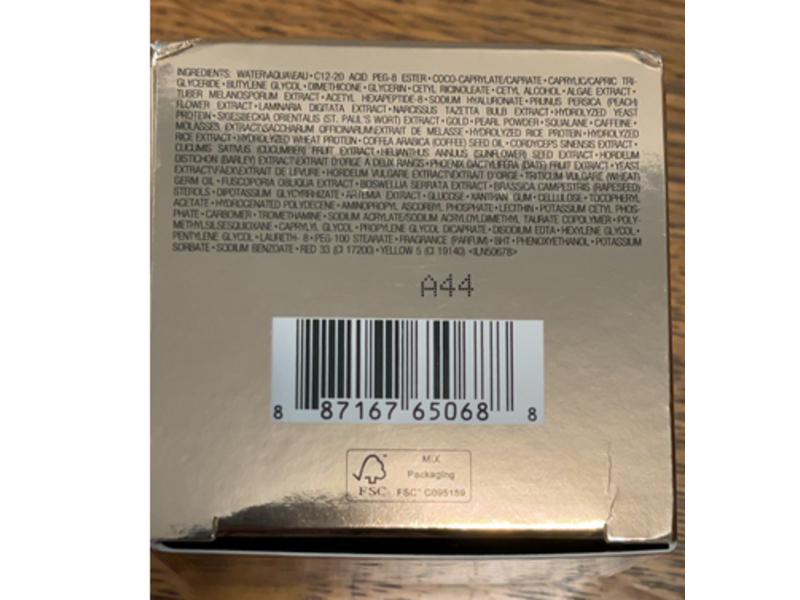 INGREDIENTS: WATER\AQUA\EAU • C12-20 ACID PEG-8 ESTER • COCO-CAPRYLATE/CAPRATE • CAPRYLIC/CAPRIC TRI-
GLYCERIDE • BUTYLENE GLYCOL • DIMETHICONE • GLYCERIN • CETYL RICINOLEATE • CETYL ALCOHOL • ALGAE EXTRACT •
TUBER MELANOSPORUM EXTRACT • ACETYL HEXAPEPTIDE-8 • SODIUM HYALURONATE • PRUNUS PERSICA (PEACH)
FLOWER EXTRACT • LAMINARIA DIGITATA EXTRACT • NARCISSUS TAZETTA BULB EXTRACT • HYDROLYZED YEAST
PROTEIN • SIGESBECKIA ORIENTALIS (ST. PAUL'S WORT) EXTRACT • GOLD • PEARL POWDER • SQUALANE • CAFFEINE •
MOLASSES EXTRACT\SACCHARUM OFFICINARUM\EXTRAIT DE MELASSE • HYDROLYZED RICE PROTEIN • HYDROLYZED
RICE EXTRACT • HYDROLYZED WHEAT PROTEIN • COFFEA ARABICA (COFFEE) SEED OIL • CORDYCEPS SINENSIS EXTRACT •
CUCUMIS SATIVUS (CUCUMBER) FRUIT EXTRACT • HELIANTHUS ANNUUS (SUNFLOWER) SEED EXTRACT • HORDEUM
DISTICHON (BARLEY) EXTRACT\EXTRAIT D'ORGE A DEUX RANGS • PHOENIX DACTYLIFERA (DATE) FRUIT EXTRACT • YEAST
EXTRACT\FAEX\EXTRAIT DE LEVURE • HORDEUM VULGARE EXTRACT\EXTRAIT D'ORGE • TRITICUM VULGARE (WHEAT)
GERM OIL • FUSCOPORIA OBLIQUA EXTRACT • BOSWELLIA SERRATA EXTRACT • BRASSICA CAMPESTRIS (RAPESEED)
STEROLS • DIPOTASSIUM GLYCYRRHIZATE • ARTEMIA EXTRACT • GLUCOSE • XANTHAN GUM • CELLULOSE • TOCOPHERYL
ACETATE • HYDROGENATED POLYDECENE • AMINOPROPYL ASCORBYL PHOSPHATE • LECITHIN • POTASSIUM CETYL PHOS-
PHATE • CARBOMER • TROMETHAMINE • SODIUM ACRYLATE/SODIUM ACRYLOYLDIMETHYL TAURATE COPOLYMER • POLY-
METHYLSILSESQUIOXANE • CAPRYLYL GLYCOL • PROPYLENE GLYCOL DICAPRATE • DISODIUM EDTA • HEXYLENE GLYCOL •
PENTYLENE GLYCOL • LAURETH- 8 • PEG-100 STEARATE • FRAGRANCE (PARFUM) • BHT • PHENOXYETHANOL • POTASSIUM
SORBATE • SODIUM BENZOATE • RED 33 (CI 17200) • YELLOW 5 (CI 19140) <ILN50678>
A44
8 87167 65068 8
MIX
Packaging
FSC FSC® C095159